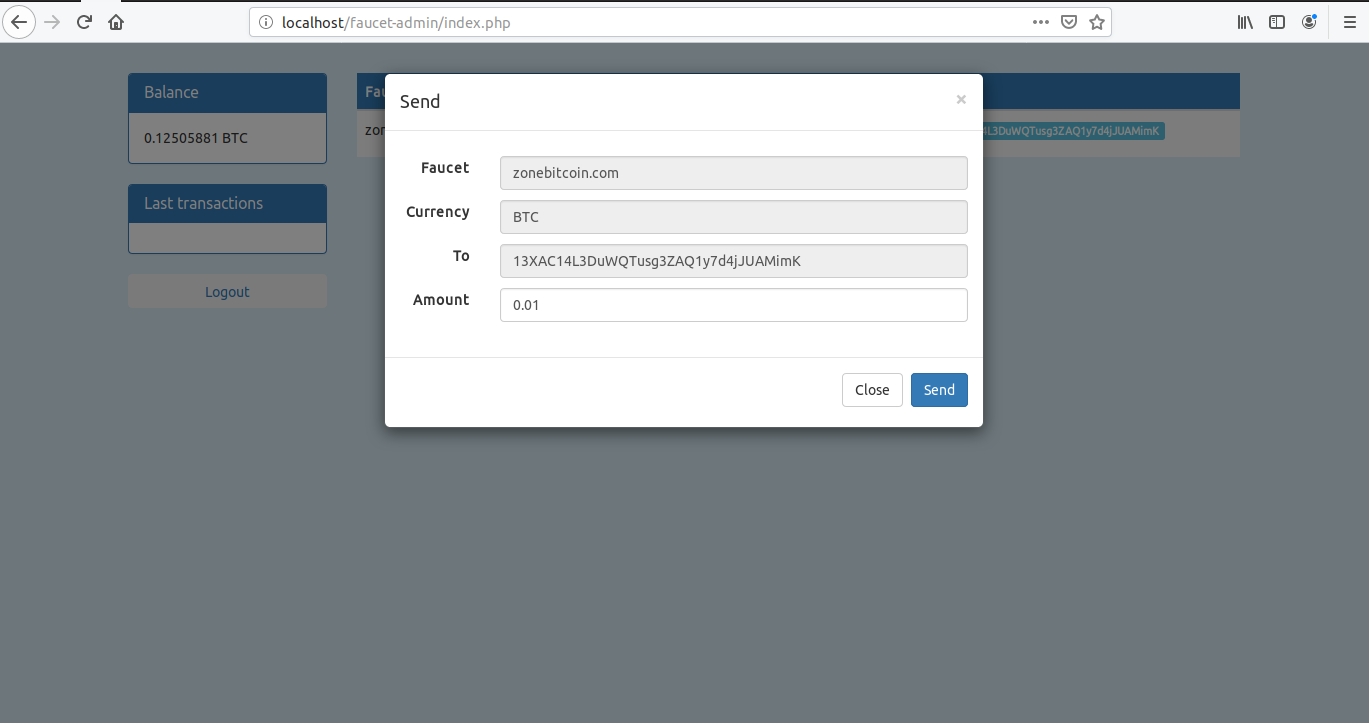 localhost/faucet-admin/index.php
Balance
0.12505881 BTC
Last transactions
Logout
Send
×
Faucet
zonebitcoin.com
Currency
BTC
To
13XAC14L3DuWQTusg3ZAQ1y7d4jJUAMimK
Amount
0.01
Close
Send
Fau
zon
4L3DuWQTusg3ZAQ1y7d4jJUAMimK